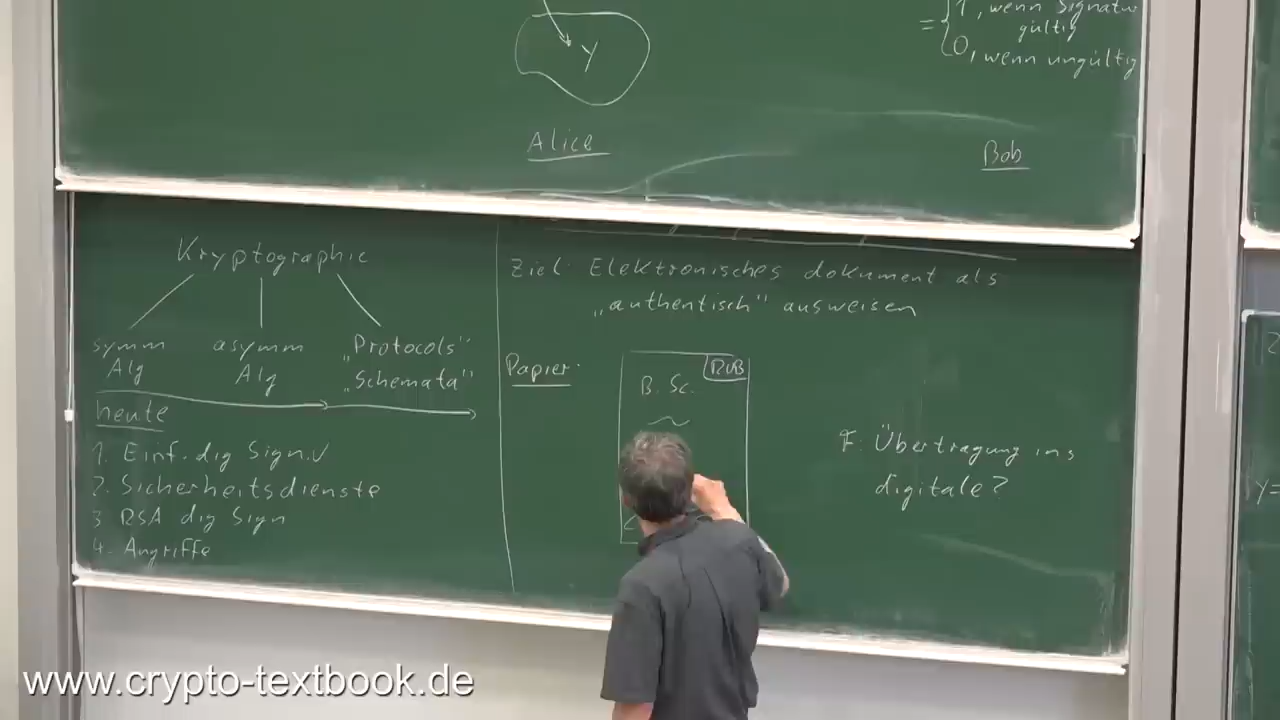 = { 1, wenn Signatur
gültig
0, wenn ungültig
Y
Alice
Bob
Kryptographie
symm
Alg
asymm
Alg
„Protocols"
„Schemata"
heute
1. Einf. dig Sign. √
2. Sicherheitsdienste
3 RSA dig Sign
4. Angriffe
Ziel: Elektronisches dokument als
„authentisch" ausweisen
Papier:
RUB
B. Sc.
F: Übertragung ins
digitale?
y=
www.crypto-textbook.de